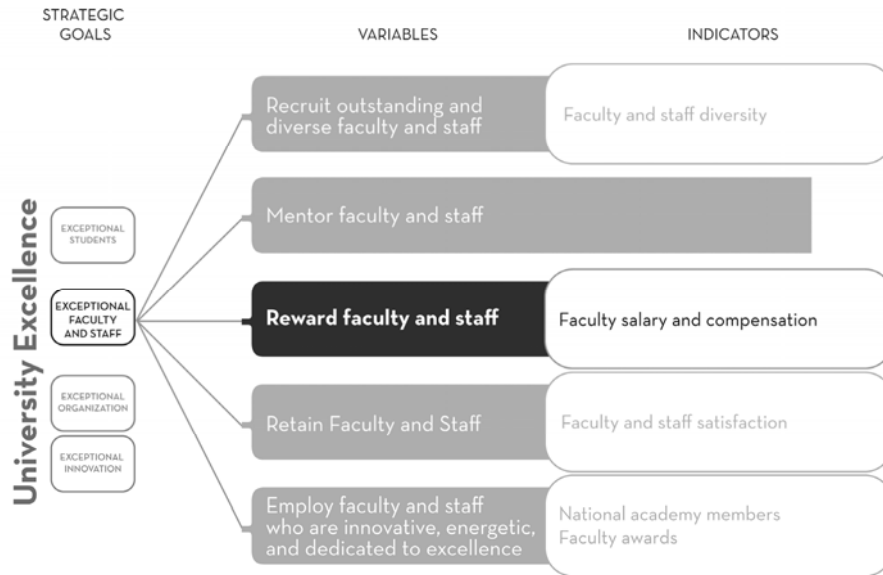 STRATEGIC
GOALS
VARIABLES
INDICATORS
University Excellence
EXCEPTIONAL
STUDENTS
EXCEPTIONAL
FACULTY
AND STAFF
EXCEPTIONAL
ORGANIZATION
EXCEPTIONAL
INNOVATION
Recruit outstanding and
diverse faculty and staff
Faculty and staff diversity
Mentor faculty and staff
Reward faculty and staff
Faculty salary and compensation
Retain Faculty and Staff
Faculty and staff satisfaction
Employ faculty and staff
who are innovative, energetic,
and dedicated to excellence
National academy members
Faculty awards